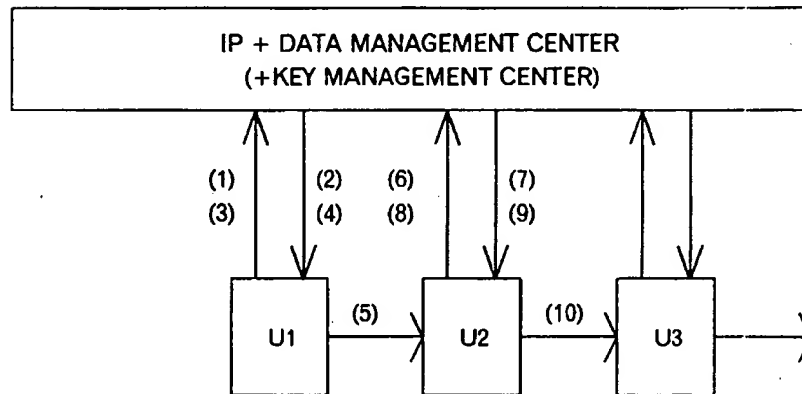 IP + DATA MANAGEMENT CENTER
(+KEY MANAGEMENT CENTER)
(1) (2) (6) (7)
(3) (4) (8) (9)
(5) (10)
U1 U2 U3